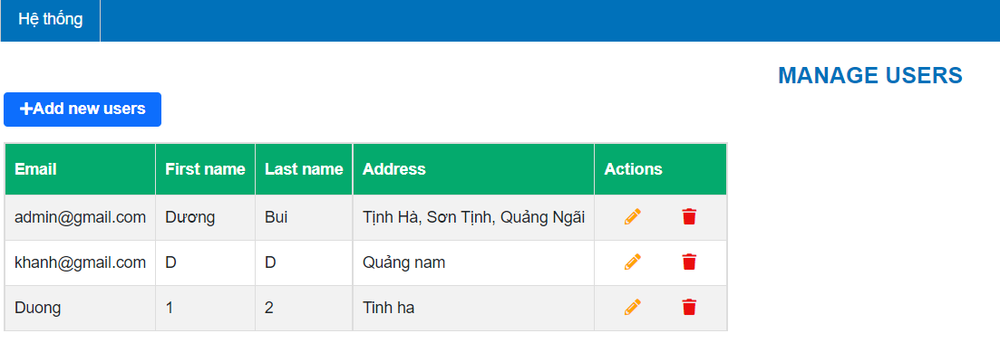 Hệ thống
MANAGE USERS
+Add new users
Email First name Last name Address Actions
admin@gmail.com Dương Bui Tịnh Hà, Sơn Tịnh, Quảng Ngãi
khanh@gmail.com D D Quảng nam
Duong 1 2 Tinh ha